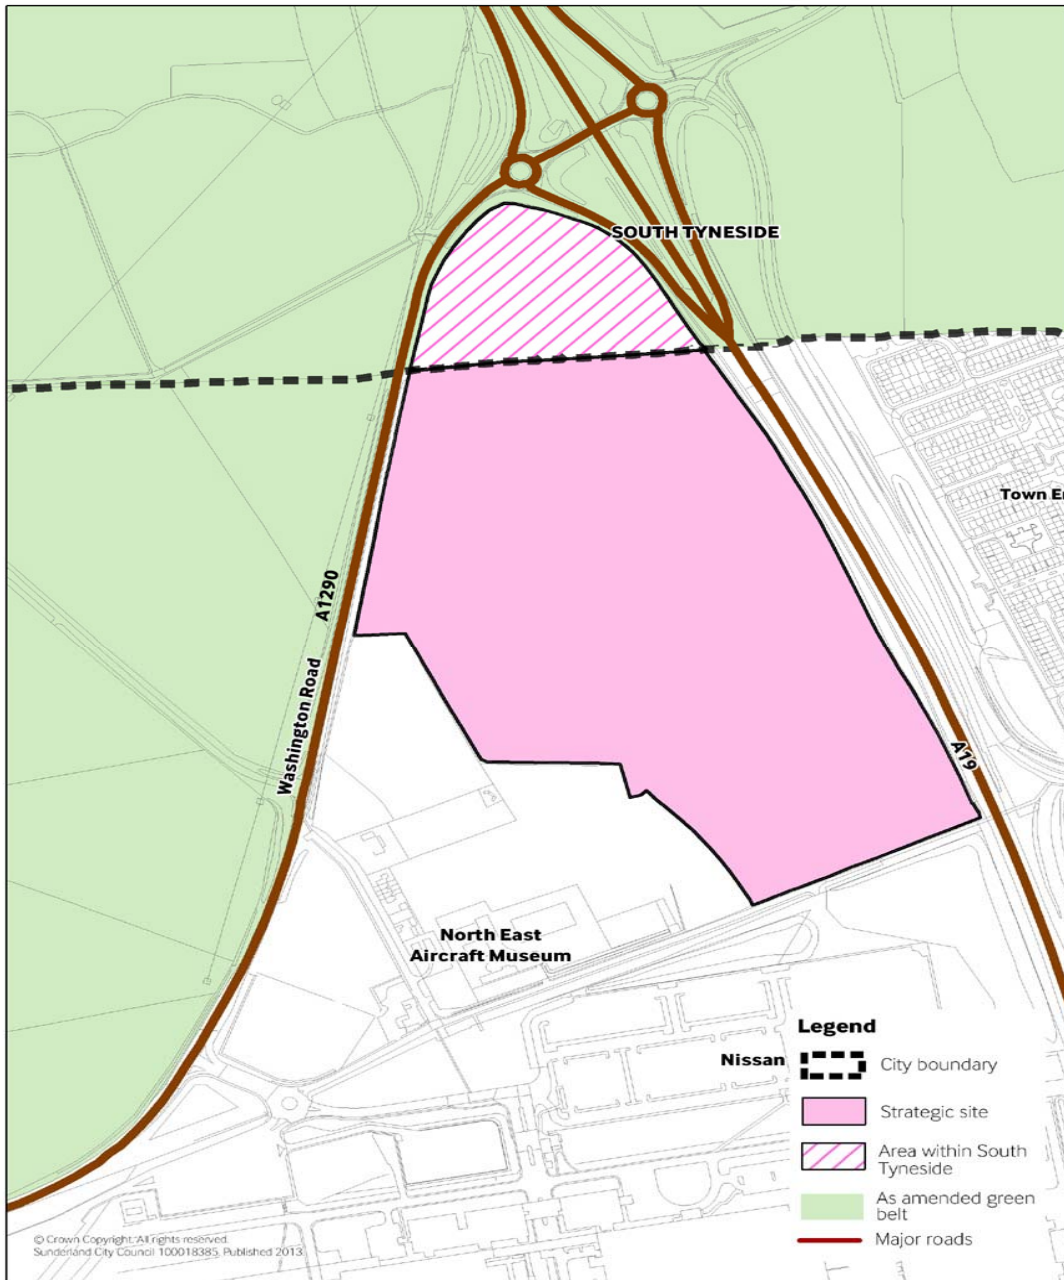 SOUTH TYNESIDE
Town E
A1290
Washington Road
A19
North East
Aircraft Museum
Nissan
Legend
City boundary
Strategic site
Area within South
Tyneside
As amended green
belt
Major roads
© Crown Copyright. All rights reserved.
Sunderland City Council 100018385. Published 2013